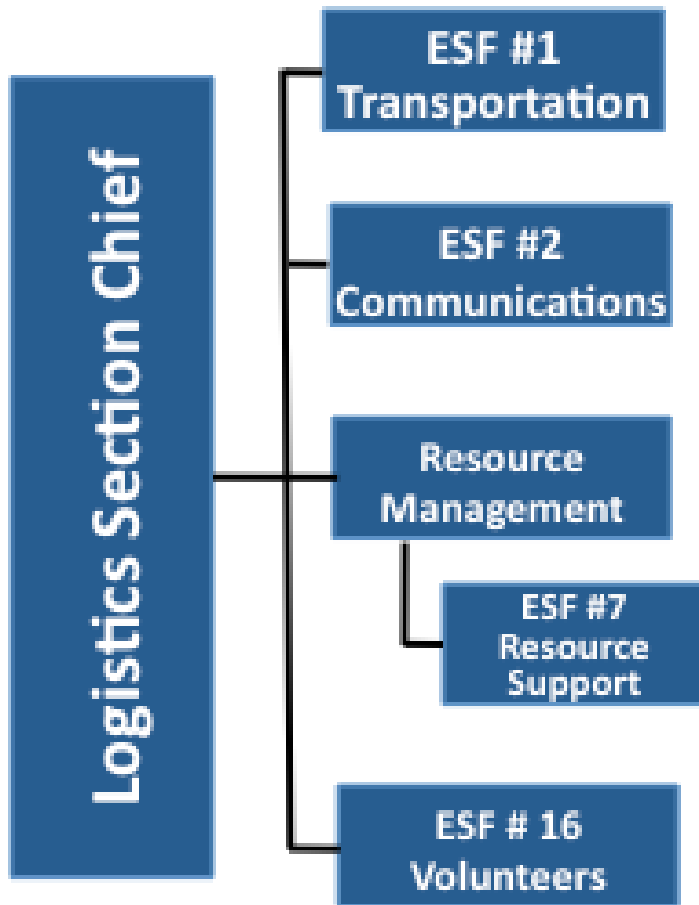 Logistics Section Chief
ESF #1
Transportation
ESF #2
Communications
Resource
Management
ESF #7
Resource
Support
ESF # 16
Volunteers